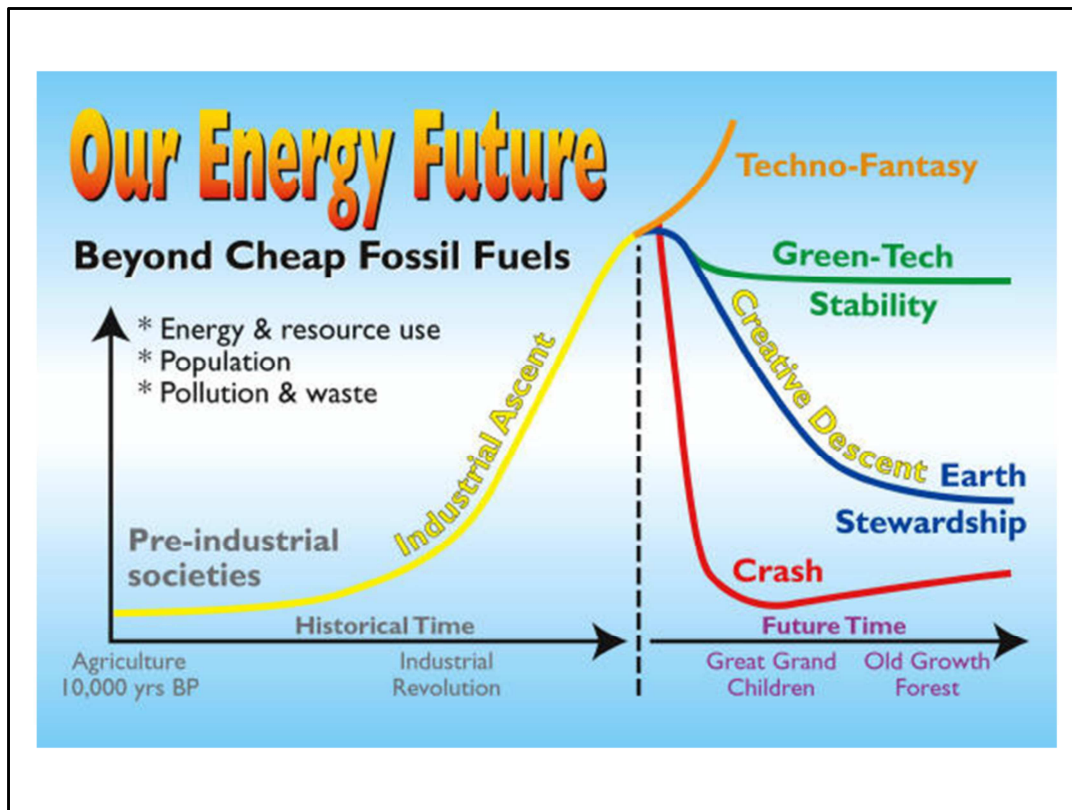 Our Energy Future
Beyond Cheap Fossil Fuels
* Energy & resource use
* Population
* Pollution & waste
Pre-industrial
societies
Industrial Ascent
Techno-Fantasy
Green-Tech
Stability
Creative Descent
Earth
Stewardship
Crash
Historical Time
Future Time
Agriculture
10,000 yrs BP
Industrial
Revolution
Great Grand
Children
Old Growth
Forest